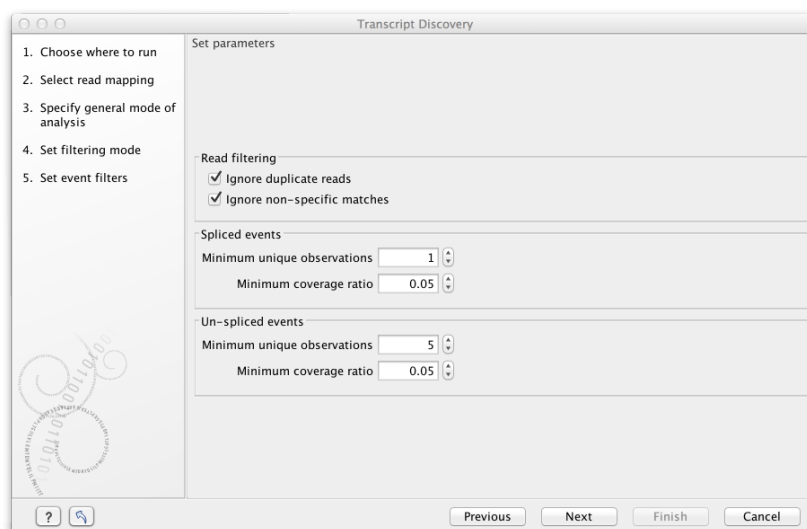 Transcript Discovery
1. Choose where to run
2. Select read mapping
3. Specify general mode of
analysis
4. Set filtering mode
5. Set event filters
Set parameters
Read filtering
Ignore duplicate reads
Ignore non-specific matches
Spliced events
Minimum unique observations 1
Minimum coverage ratio 0.05
Un-spliced events
Minimum unique observations 5
Minimum coverage ratio 0.05
?
Previous Next Finish Cancel